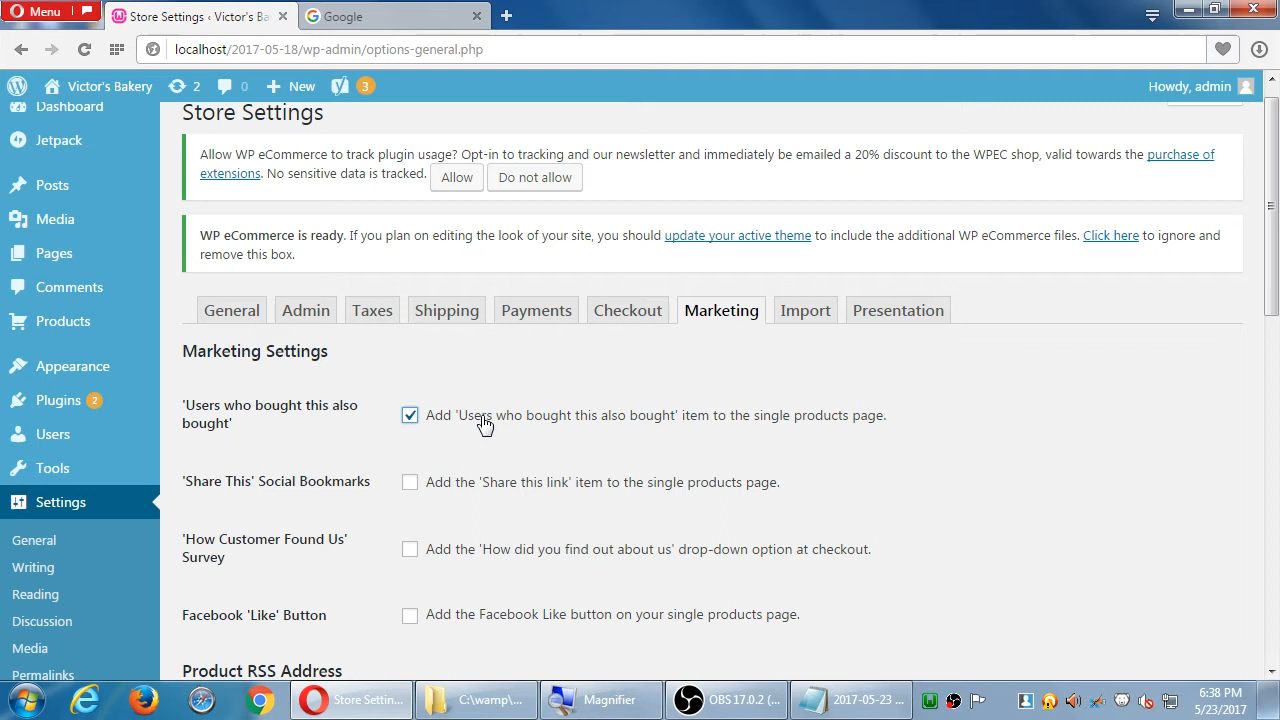 Menu
Store Settings ‹ Victor's Ba
Google
localhost/2017-05-18/wp-admin/options-general.php
Victor's Bakery
2
0
New
3
Howdy, admin
Dashboard
Jetpack
Posts
Media
Pages
Comments
Products
Appearance
Plugins 2
Users
Tools
Settings
General
Writing
Reading
Discussion
Media
Permalinks
Store Settings
Allow WP eCommerce to track plugin usage? Opt-in to tracking and our newsletter and immediately be emailed a 20% discount to the WPEC shop, valid towards the purchase of
extensions. No sensitive data is tracked. Allow Do not allow
WP eCommerce is ready. If you plan on editing the look of your site, you should update your active theme to include the additional WP eCommerce files. Click here to ignore and
remove this box.
General Admin Taxes Shipping Payments Checkout Marketing Import Presentation
Marketing Settings
'Users who bought this also
bought'
Add 'Users who bought this also bought' item to the single products page.
'Share This' Social Bookmarks
Add the 'Share this link' item to the single products page.
'How Customer Found Us'
Survey
Add the 'How did you find out about us' drop-down option at checkout.
Facebook 'Like' Button
Add the Facebook Like button on your single products page.
Product RSS Address
Store Settin...
C:\wamp\...
Magnifier
OBS 17.0.2 (...
2017-05-23 ...
6:38 PM
5/23/2017